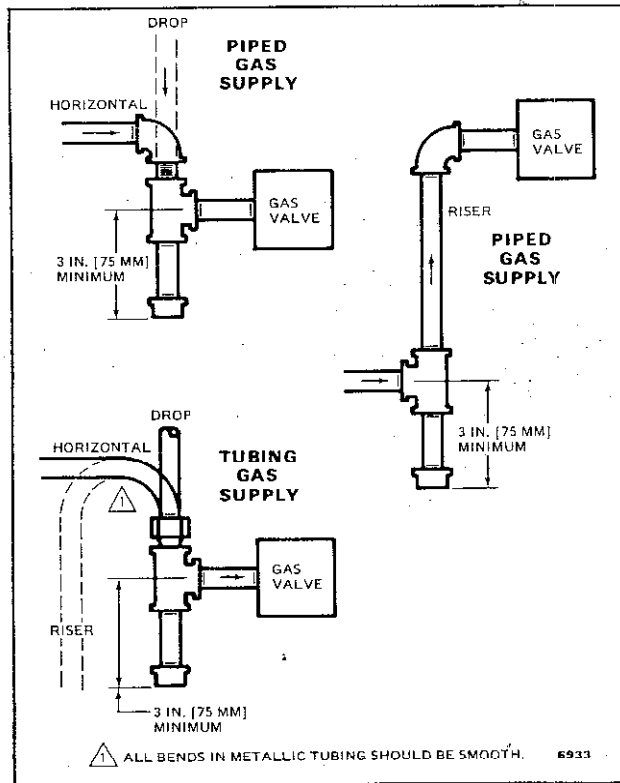 DROP
PIPED
GAS
SUPPLY
HORIZONTAL
GAS
VALVE
3 IN. [75 MM]
MINIMUM
GAS
VALVE
RISER
PIPED
GAS
SUPPLY
3 IN. [75 MM]
MINIMUM
DROP
HORIZONTAL
TUBING
GAS
SUPPLY
1
GAS
VALVE
RISER
3 IN. [75 MM]
MINIMUM
1 ALL BENDS IN METALLIC TUBING SHOULD BE SMOOTH. 6933